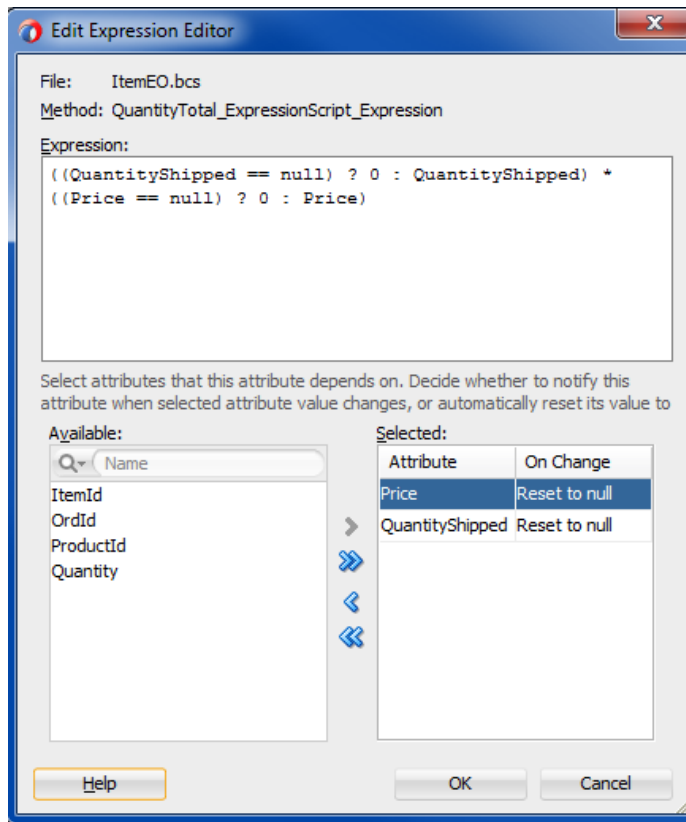 Edit Expression Editor
File: ItemEO.bcs
Method: QuantityTotal_ExpressionScript_Expression
Expression:
((QuantityShipped == null) ? 0 : QuantityShipped) *
((Price == null) ? 0 : Price)
Select attributes that this attribute depends on. Decide whether to notify this
attribute when selected attribute value changes, or automatically reset its value to
Available:
Name
ItemId
OrdId
ProductId
Quantity
Selected:
Attribute On Change
Price Reset to null
QuantityShipped Reset to null
Help OK Cancel